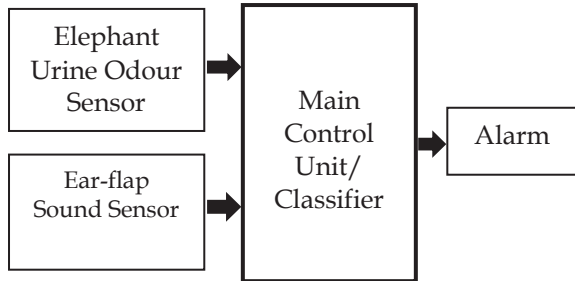 Elephant
Urine Odour
Sensor
Ear-flap
Sound Sensor
Main
Control
Unit/
Classifier
Alarm